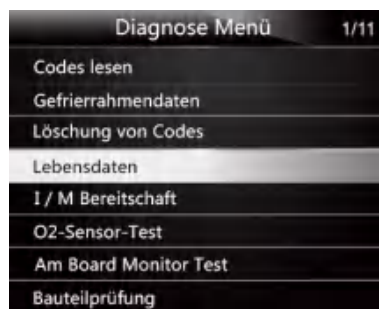 Diagnose Menü 1/11
Codes lesen
Gefrierrahmendaten
Löschung von Codes
Lebensdaten
I / M Bereitschaft
O2-Sensor-Test
Am Board Monitor Test
Bauteilprüfung